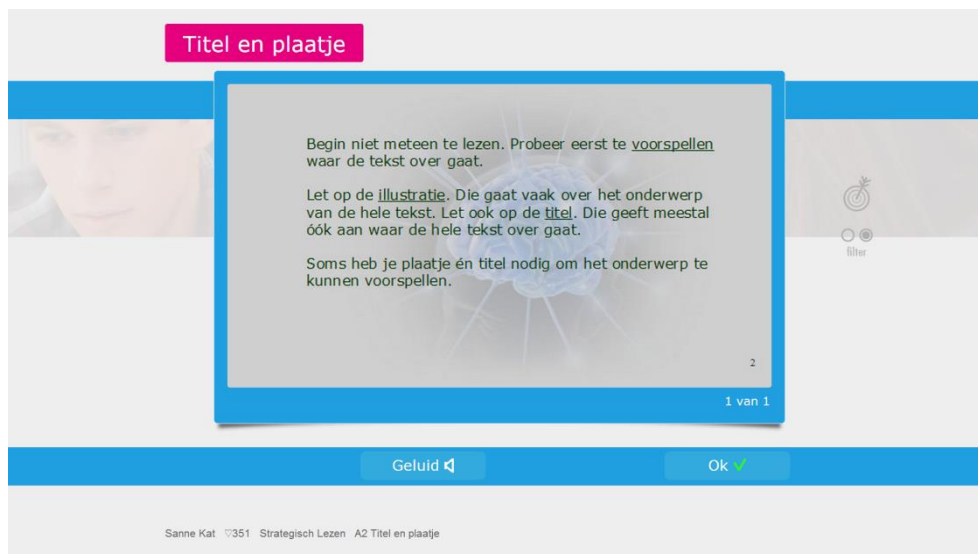 Titel en plaatje
Begin niet meteen te lezen. Probeer eerst te voorspellen
waar de tekst over gaat.
Let op de illustratie. Die gaat vaak over het onderwerp
van de hele tekst. Let ook op de titel. Die geeft meestal
óók aan waar de hele tekst over gaat.
Soms heb je plaatje én titel nodig om het onderwerp te
kunnen voorspellen.
filter
2
1 van 1
Geluid
Ok
Sanne Kat ♡351 Strategisch Lezen A2 Titel en plaatje